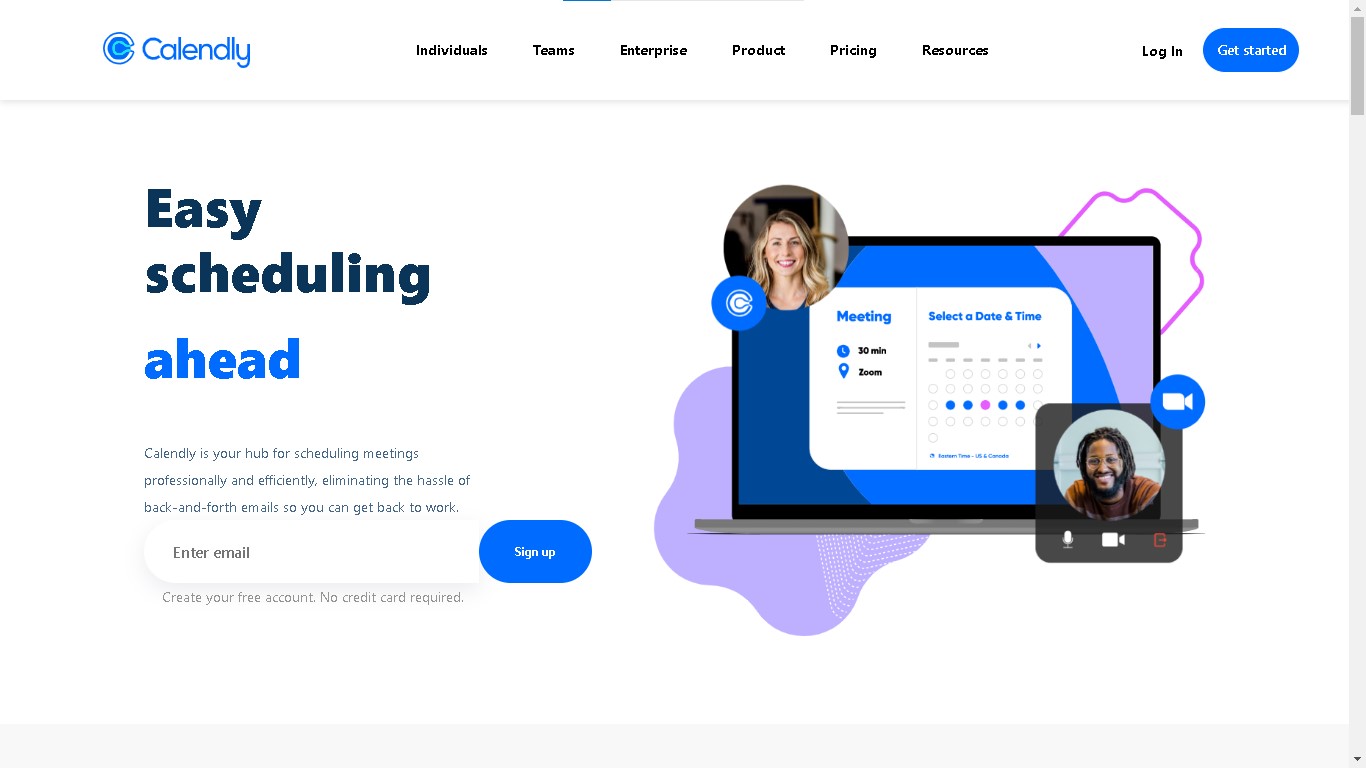 Calendly
Individuals
Teams
Enterprise
Product
Pricing
Resources
Log In
Get started
Easy
scheduling
ahead
Calendly is your hub for scheduling meetings
professionally and efficiently, eliminating the hassle of
back-and-forth emails so you can get back to work.
Enter email
Sign up
Create your free account. No credit card required.
Meeting
30 min
Zoom
Select a Date & Time
Eastern Time - US & Canada